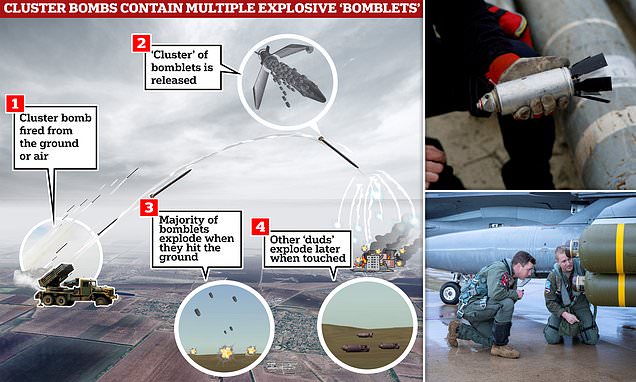 CLUSTER BOMBS CONTAIN MULTIPLE EXPLOSIVE 'BOMBLETS'
1
Cluster bomb
fired from
the ground
or air
2
'Cluster' of
bomblets is
released
3
Majority of
bomblets
explode when
they hit the
ground
4
Other 'duds'
explode later
when touched